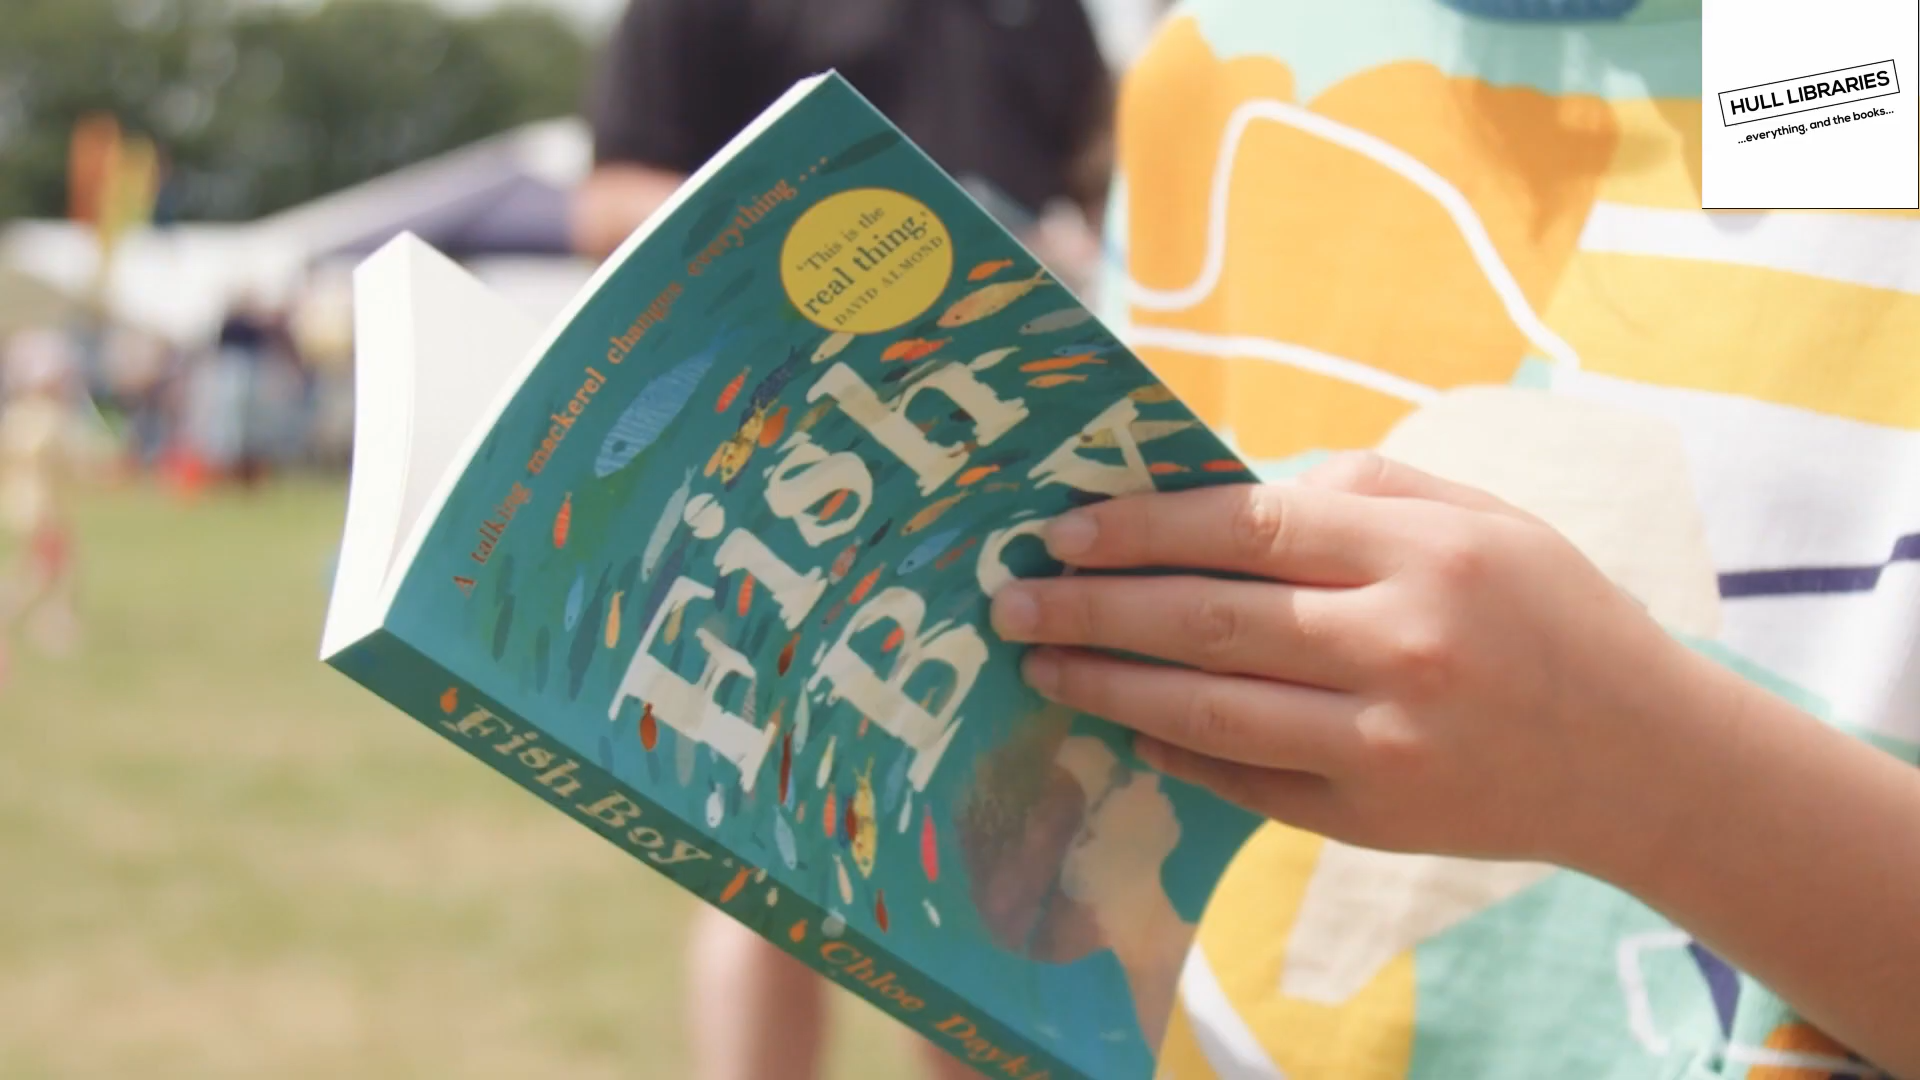 A talking mackerel changes everything...
'This is the
real thing.'
DAVID ALMOND
Fish
Boy
Fish Boy
Chloe
HULL LIBRARIES
...everything, and the books...